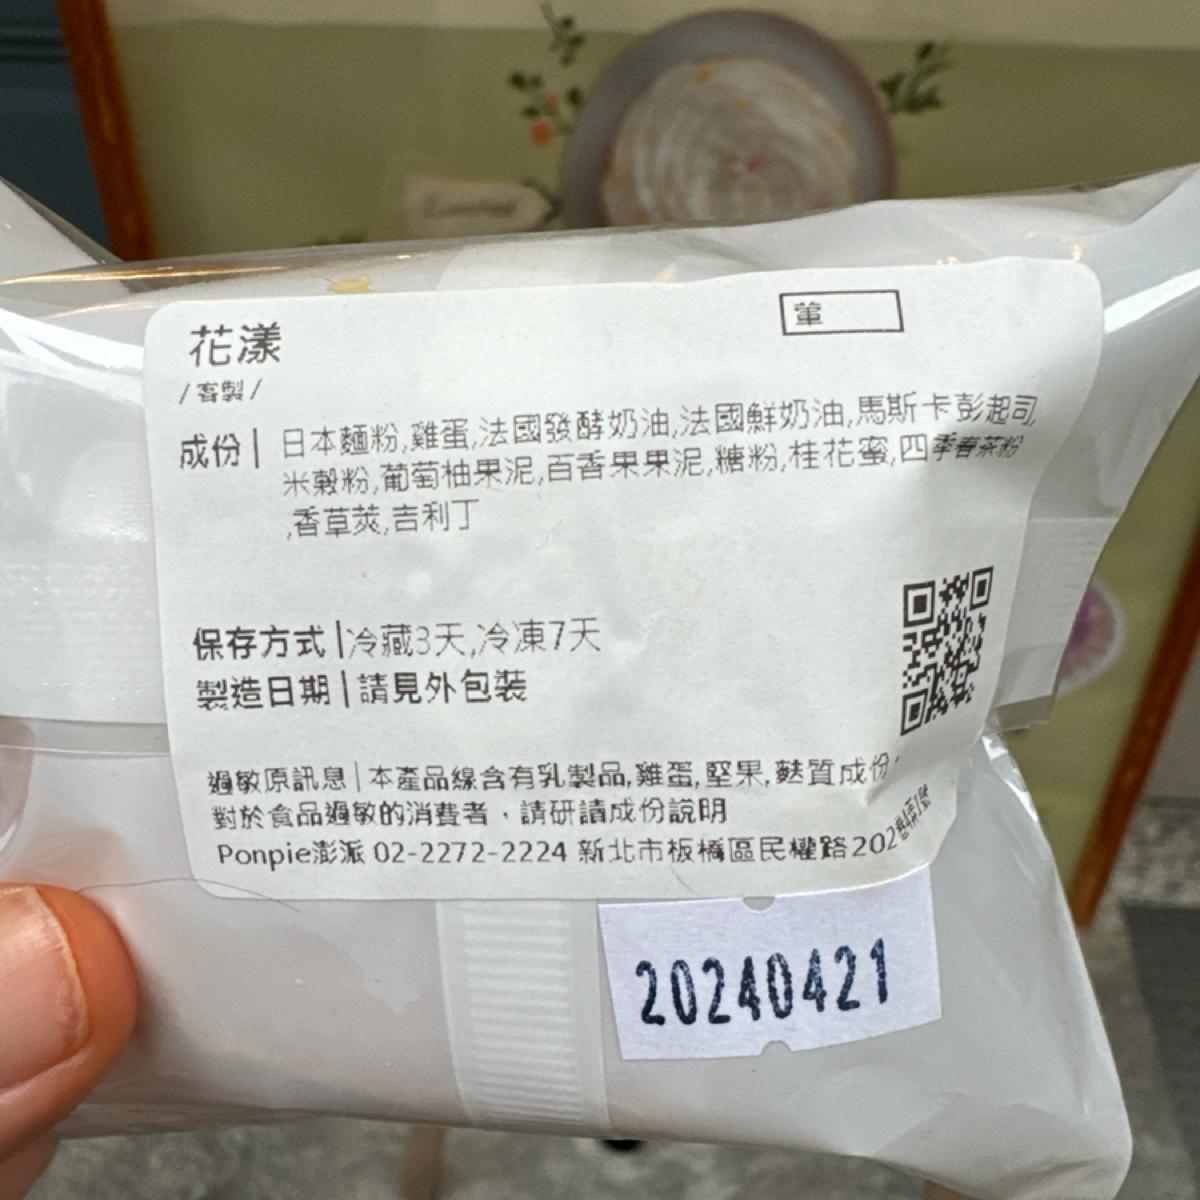 花漾
葷
/客製/
成份| 日本麵粉,雞蛋,法國發酵奶油,法國鮮奶油,馬斯卡彭起司,
米穀粉,葡萄柚果泥,百香果果泥,糖粉,桂花蜜,四季春茶粉
,香草莢,吉利丁
保存方式|冷藏3天,冷凍7天
製造日期|請見外包裝
過敏原訊息|本產品線含有乳製品,雞蛋,堅果,麩質成份,
對於食品過敏的消費者，請研讀成份說明
Ponpie澎派 02-2272-2224 新北市板橋區民權路202巷4弄1號
20240421